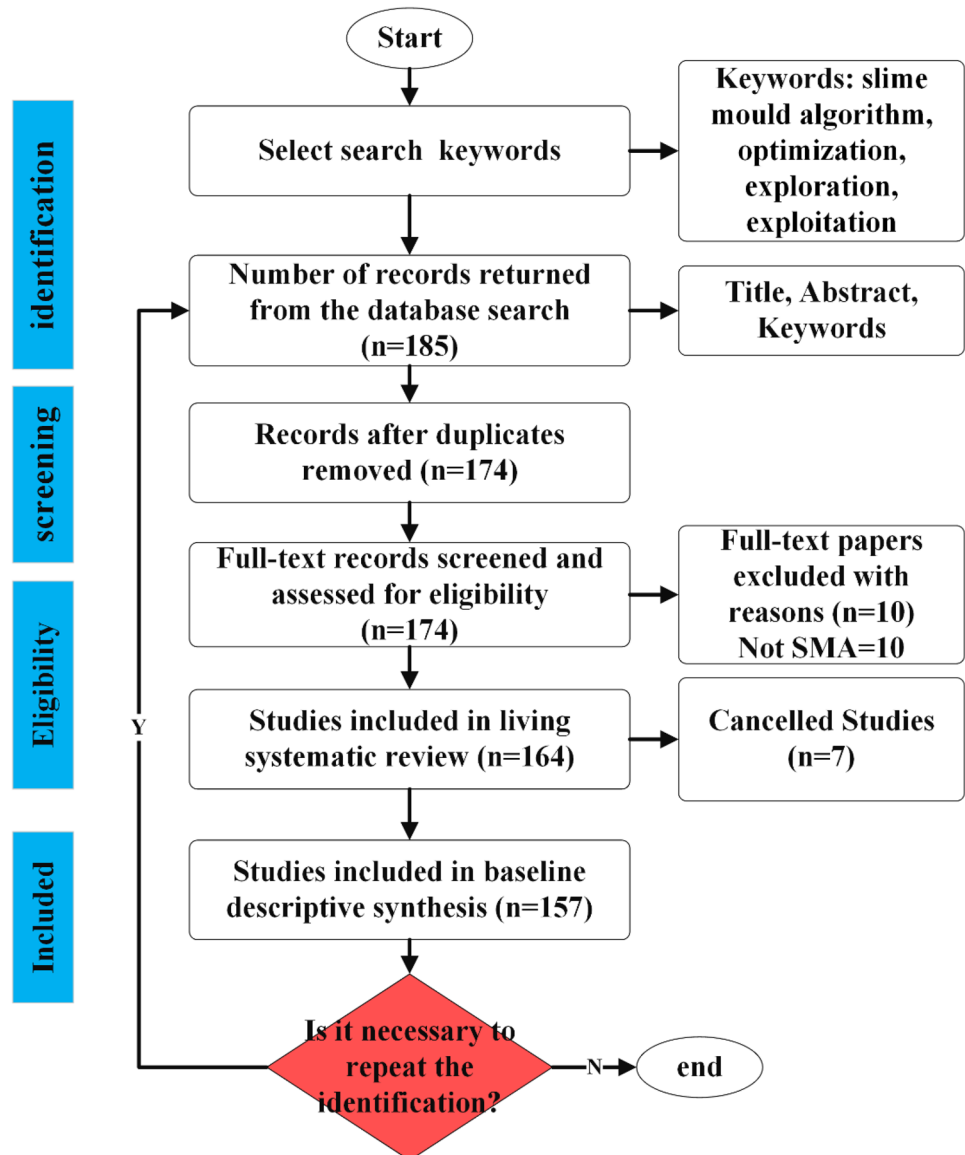 Start
identification
Select search keywords
Keywords: slime
mould algorithm,
optimization,
exploration,
exploitation
Number of records returned
from the database search
(n=185)
Title, Abstract,
Keywords
screening
Records after duplicates
removed (n=174)
Full-text records screened and
assessed for eligibility
(n=174)
Full-text papers
excluded with
reasons (n=10)
Not SMA=10
Eligibility
Y
Studies included in living
systematic review (n=164)
Cancelled Studies
(n=7)
Included
Studies included in baseline
descriptive synthesis (n=157)
Is it necessary to
repeat the
identification?
N
end